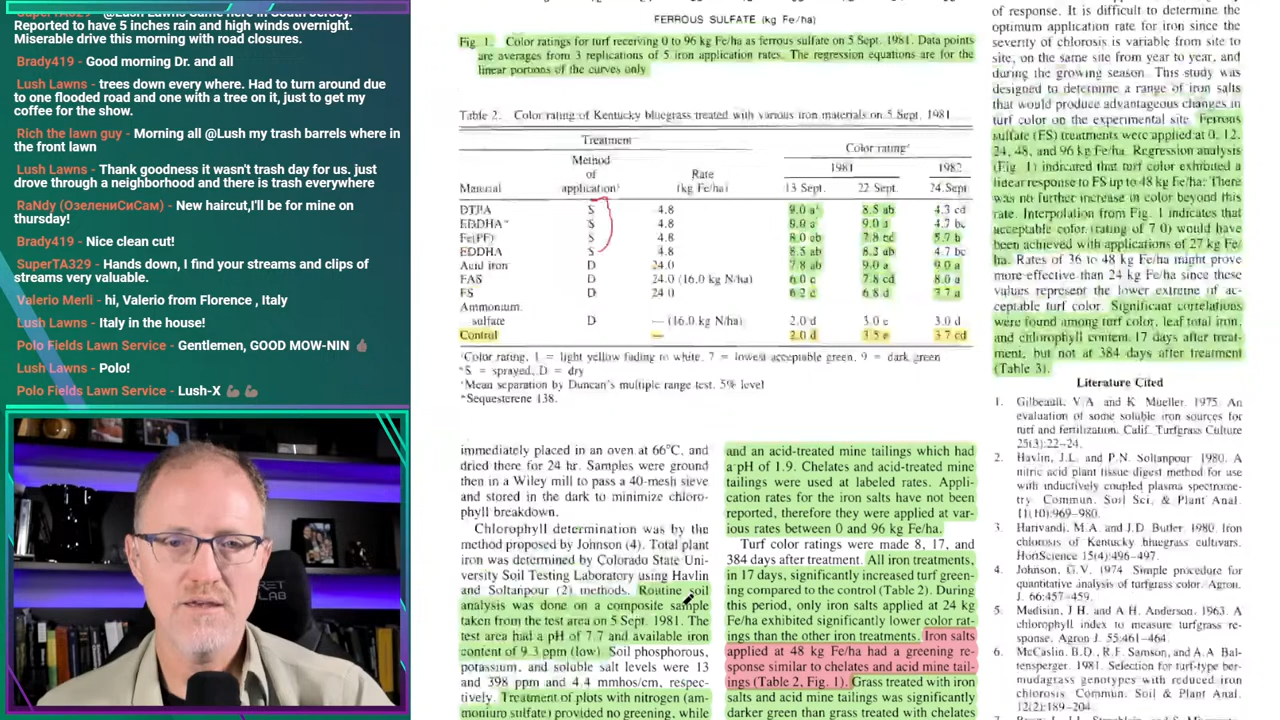 @Lush Lawns Same here in South Jersey.
Reported to have 5 inches rain and high winds overnight.
Miserable drive this morning with road closures.
Brady419 - Good morning Dr. and all
Lush Lawns - trees down every where. Had to turn around due
to one flooded road and one with a tree on it, just to get my
coffee for the show.
Rich the lawn guy - Morning all @Lush my trash barrels where in
the front lawn
Lush Lawns - Thank goodness it wasn't trash day for us. just
drove through a neighborhood and there is trash everywhere
RaNdy (ОзелениСиСам) - New haircut,I'll be for mine on
thursday!
Brady419 - Nice clean cut!
SuperTA329 - Hands down, I find your streams and clips of
streams very valuable.
Valerio Merli - hi, Valerio from Florence , Italy
Lush Lawns - Italy in the house!
Polo Fields Lawn Service - Gentlemen, GOOD MOW-NIN 👍🏽
Lush Lawns - Polo!
Polo Fields Lawn Service - Lush-X 💪🏽 💪🏽
FERROUS SULFATE (kg Fe/ha)
Fig. 1. Color ratings for turf receiving 0 to 96 kg Fe/ha as ferrous sulfate on 5 Sept. 1981. Data points
are averages from 3 replications of 5 iron application rates. The regression equations are for the
linear portions of the curves only
Table 2. Color rating of Kentucky bluegrass treated with various iron materials on 5 Sept. 1981
Treatment
Color ratingᶻ
Method
of
application
Rate
(kg Fe/ha)
1981
1982
Material
13 Sept.
22 Sept.
24 Sept
DTPA S 4.8 9.0 a 8.5 ab 4.3 cd
EBDHA S 4.8 9.0 a 9.0 a 4.7 bc
Fe(PF) S 4.8 8.0 ab 7.8 cd 5.7 b
EDDHA S 4.8 8.5 ab 8.3 ab 4.7 bc
Acid iron D 24.0 7.8 ab 9.0 a 9.0 a
FAS D 24.0 (16.0 kg N/ha) 6.0 c 7.8 cd 8.0 a
FS D 24 0 6.2 c 6.8 d 7.7 a
Ammonium
sulfate D — (16.0 kg N/ha) 2.0 d 3.0 e 3.0 d
Control — 2.0 d 3.5 e 3.7 cd
Color rating, 1 = light yellow fading to white, 7 = lowest acceptable green, 9 = dark green
S = sprayed, D = dry
Mean separation by Duncan's multiple range test, 5% level
Sequesterene 138.
immediately placed in an oven at 66°C, and
dried there for 24 hr. Samples were ground
then in a Wiley mill to pass a 40-mesh sieve
and stored in the dark to minimize chloro-
phyll breakdown.
Chlorophyll determination was by the
method proposed by Johnson (4). Total plant
iron was determined by Colorado State Uni-
versity Soil Testing Laboratory using Havlin
and Soltanpour (2) methods. Routine soil
analysis was done on a composite sample
taken from the test area on 5 Sept. 1981. The
test area had a pH of 7.7 and available iron
content of 9.3 ppm (low). Soil phosphorous,
potassium, and soluble salt levels were 13
and 398 ppm and 4.4 mmhos/cm, respec-
tively. Treatment of plots with nitrogen (am-
monium sulfate) provided no greening, while
and an acid-treated mine tailings which had
a pH of 1.9. Chelates and acid-treated mine
tailings were used at labeled rates. Appli-
cation rates for the iron salts have not been
reported, therefore they were applied at var-
ious rates between 0 and 96 kg Fe/ha.
Turf color ratings were made 8, 17, and
384 days after treatment. All iron treatments,
in 17 days, significantly increased turf green-
ing compared to the control (Table 2). During
this period, only iron salts applied at 24 kg
Fe/ha exhibited significantly lower color rat-
ings than the other iron treatments. Iron salts
applied at 48 kg Fe/ha had a greening re-
sponse similar to chelates and acid mine tail-
ings (Table 2, Fig. 1). Grass treated with iron
salts and acid mine tailings was significantly
darker green than grass treated with chelates
of response. It is difficult to determine the
optimum application rate for iron since the
severity of chlorosis is variable from site to
site, on the same site from year to year, and
during the growing season. This study was
designed to determine a range of iron salts
that would produce advantageous changes in
turf color on the experimental site. Ferrous
sulfate (FS) treatments were applied at 0, 12,
24, 48, and 96 kg Fe/ha. Regression analysis
(Fig. 1) indicated that turf color exhibited a
linear response to FS up to 48 kg Fe/ha: There
was no further increase in color beyond this
rate. Interpolation from Fig. 1 indicates that
acceptable color (rating of 7 0) would have
been achieved with applications of 27 kg Fe/
ha. Rates of 36 to 48 kg Fe/ha might prove
more effective than 24 kg Fe/ha since these
values represent the lower extreme of ac-
ceptable turf color. Significant correlations
were found among turf color, leaf total iron,
and chlorophyll content 17 days after treat-
ment, but not at 384 days after treatment
(Table 3).
Literature Cited
1. Gilbeault, V.A and K Mueller. 1975. An
evaluation of some soluble iron sources for
turf and fertilization. Calif. Turfgrass Culture
25(3):22–24.
2. Havlin, J.L. and P.N. Soltanpour 1980. A
nitric acid plant tissue digest method for use
with inductively coupled plasma spectrome-
try Commun. Soil Sci. & Plant Anal.
11(10):969–980.
3. Harivandi, M.A. and J.D Butler. 1980. Iron
chlorosis of Kentucky bluegrass cultivars.
HortScience 15(4):496–497.
4. Johnson, G.V. 1974 Simple procedure for
quantitative analysis of turfgrass color. Agron.
J. 66:457–459.
5. Madison, J H. and A H. Anderson. 1963. A
chlorophyll index to measure turfgrass re-
sponse. Agron J. 55:461–464.
6. McCaslin, B.D., R.F. Samson, and A.A Bal-
tensperger. 1981. Selection for turf-type ber-
mudagrass genotypes with reduced iron
chlorosis Commun. Soil Sci. & Plant Anal.
12(2):189–204.